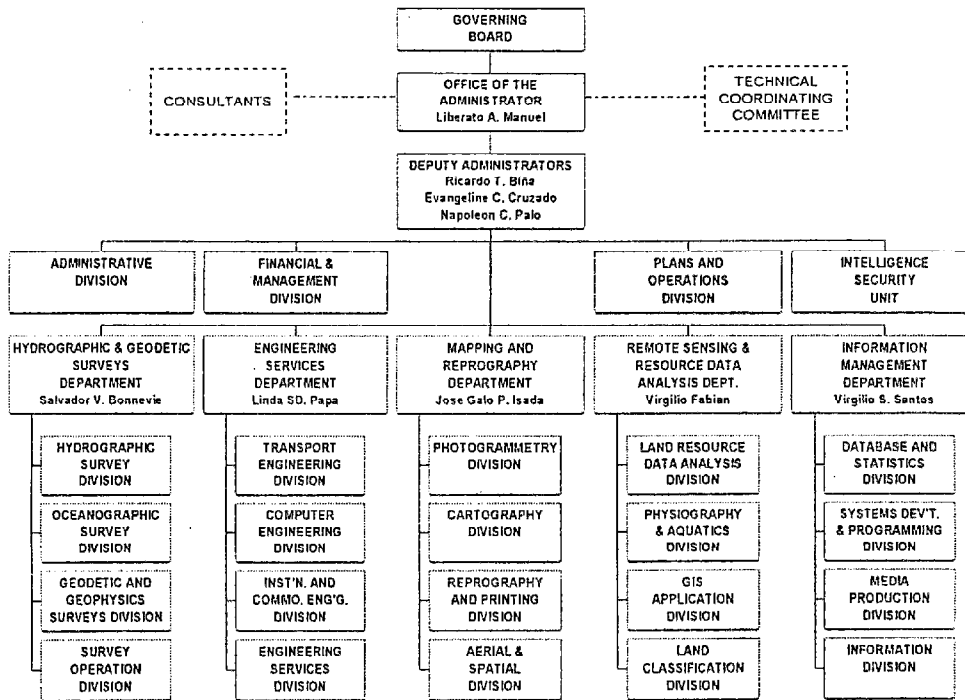 GOVERNING
BOARD
CONSULTANTS
OFFICE OF THE
ADMINISTRATOR
Liberato A. Manuel
TECHNICAL
COORDINATING
COMMITTEE
DEPUTY ADMINISTRATORS
Ricardo T. Biña
Evangeline C. Cruzado
Napoleon C. Palo
ADMINISTRATIVE
DIVISION
FINANCIAL &
MANAGEMENT
DIVISION
PLANS AND
OPERATIONS
DIVISION
INTELLIGENCE
SECURITY
UNIT
HYDROGRAPHIC & GEODETIC
SURVEYS
DEPARTMENT
Salvador V. Bonnevie
ENGINEERING
SERVICES
DEPARTMENT
Linda SD. Papa
MAPPING AND
REPROGRAPHY
DEPARTMENT
Jose Galo P. Isada
REMOTE SENSING &
RESOURCE DATA
ANALYSIS DEPT.
Virgilio Fabian
INFORMATION
MANAGEMENT
DEPARTMENT
Virgilio S. Santos
HYDROGRAPHIC
SURVEY
DIVISION
TRANSPORT
ENGINEERING
DIVISION
PHOTOGRAMMETRY
DIVISION
LAND RESOURCE
DATA ANALYSIS
DIVISION
DATABASE AND
STATISTICS
DIVISION
OCEANOGRAPHIC
SURVEY
DIVISION
COMPUTER
ENGINEERING
DIVISION
CARTOGRAPHY
DIVISION
PHYSIOGRAPHY
& AQUATICS
DIVISION
SYSTEMS DEV'T.
& PROGRAMMING
DIVISION
GEODETIC AND
GEOPHYSICS
SURVEYS DIVISION
INST'N. AND
COMMO. ENG'G.
DIVISION
REPROGRAPHY
AND PRINTING
DIVISION
GIS
APPLICATION
DIVISION
MEDIA
PRODUCTION
DIVISION
SURVEY
OPERATION
DIVISION
ENGINEERING
SERVICES
DIVISION
AERIAL &
SPATIAL
DIVISION
LAND
CLASSIFICATION
DIVISION
INFORMATION
DIVISION